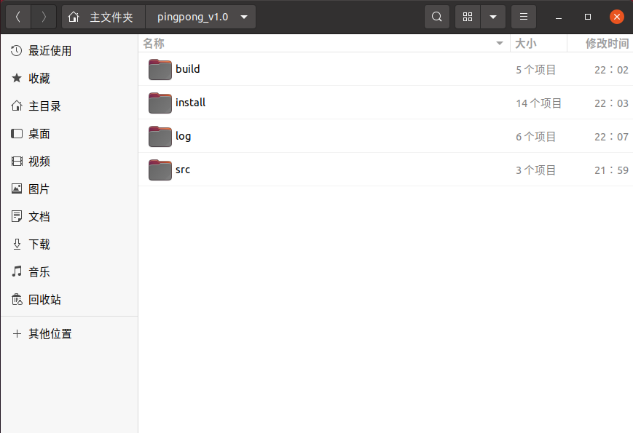 主文件夹 pingpong_v1.0
名称 大小 修改时间
最近使用
收藏
主目录
桌面
视频
图片
文档
下载
音乐
回收站
其他位置
build 5 个项目 22：02
install 14 个项目 22：03
log 6 个项目 22：07
src 3 个项目 21：59